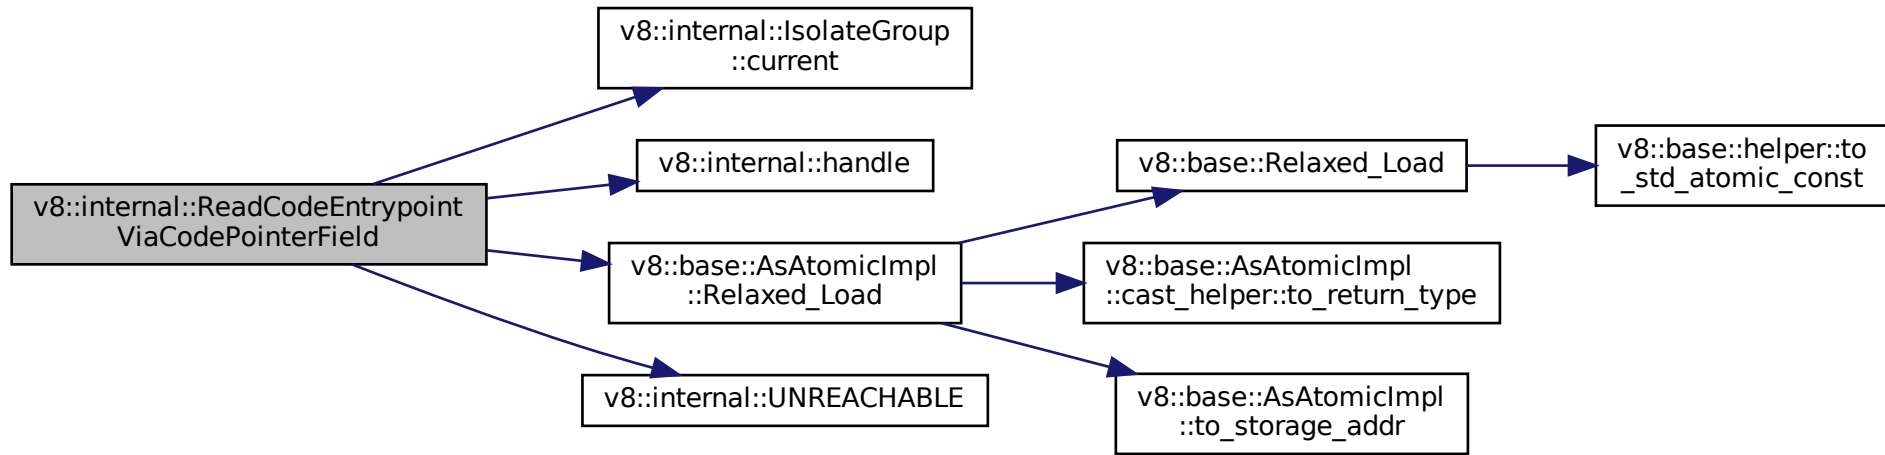 v8::internal::ReadCodeEntrypoint
ViaCodePointerField
v8::internal::IsolateGroup
::current
v8::internal::handle
v8::base::AsAtomicImpl
::Relaxed_Load
v8::internal::UNREACHABLE
v8::base::Relaxed_Load
v8::base::AsAtomicImpl
::cast_helper::to_return_type
v8::base::AsAtomicImpl
::to_storage_addr
v8::base::helper::to
_std_atomic_const